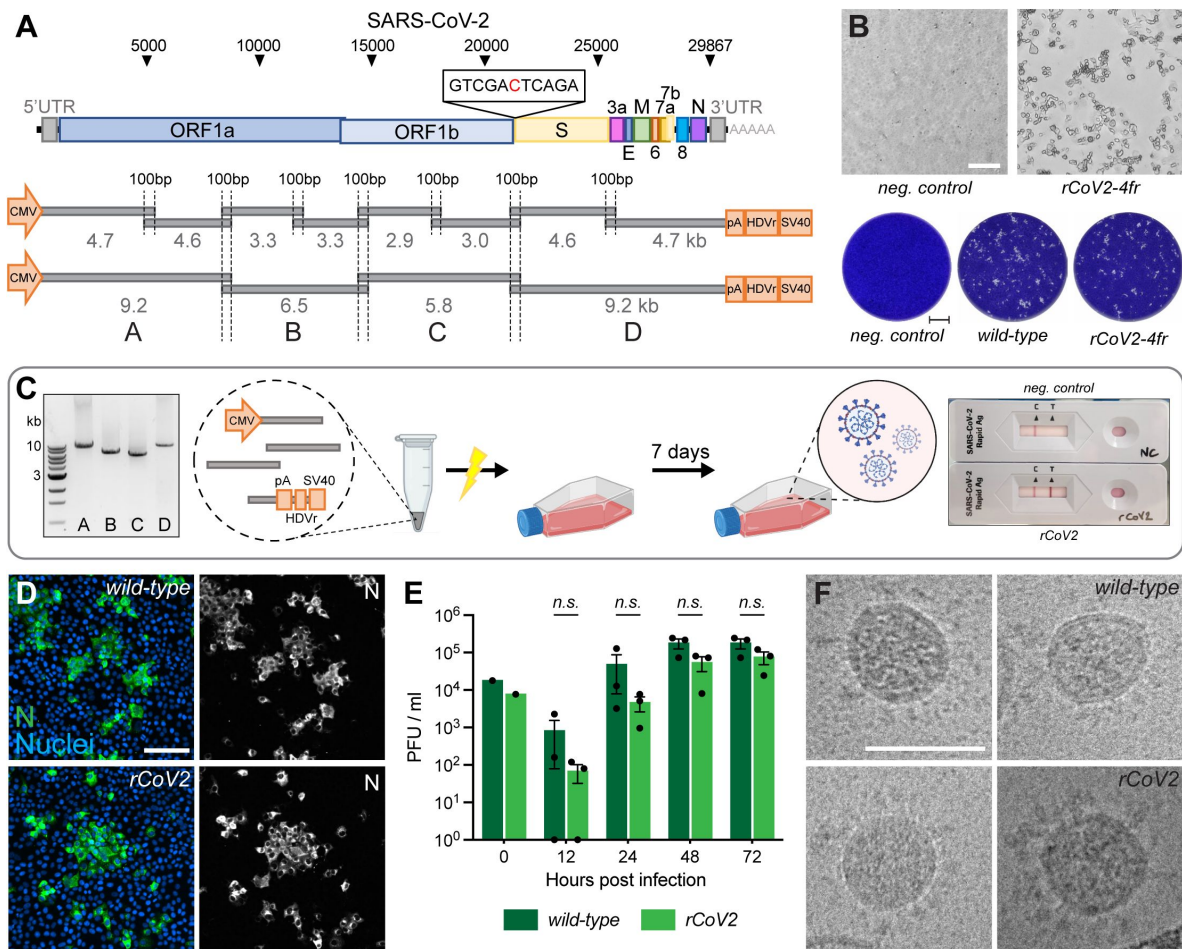 A
SARS-CoV-2
5000 10000 15000 20000 25000 29867
GTCGACTCAGA
5'UTR ORF1a ORF1b S 3a E M 6 7a 7b 8 N 3'UTR AAAAA
100bp 100bp 100bp 100bp 100bp 100bp 100bp
CMV pA HDVr SV40
4.7 4.6 3.3 3.3 2.9 3.0 4.6 4.7 kb
CMV pA HDVr SV40
9.2 6.5 5.8 9.2 kb
A B C D
B
neg. control rCoV2-4fr
neg. control wild-type rCoV2-4fr
C
kb
10
3
A B C D
CMV
pA SV40
HDVr
7 days
neg. control
SARS-CoV-2
Rapid Ag
C T
NC
SARS-CoV-2
Rapid Ag
C T
rCoV2
rCoV2
D
wild-type N
N
Nuclei
rCoV2 N
E
n.s. n.s. n.s. n.s.
PFU / ml
10⁶
10⁵
10⁴
10³
10²
10¹
10⁰
0 12 24 48 72
Hours post infection
wild-type rCoV2
F
wild-type
rCoV2